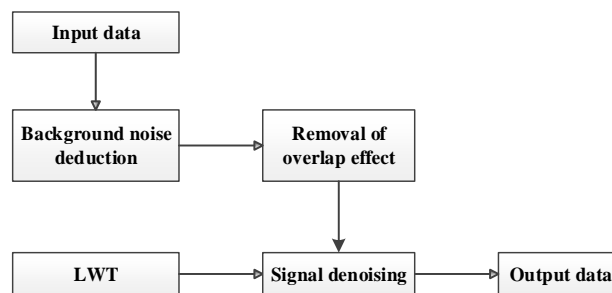 Input data
Background noise
deduction
Removal of
overlap effect
LWT
Signal denoising
Output data